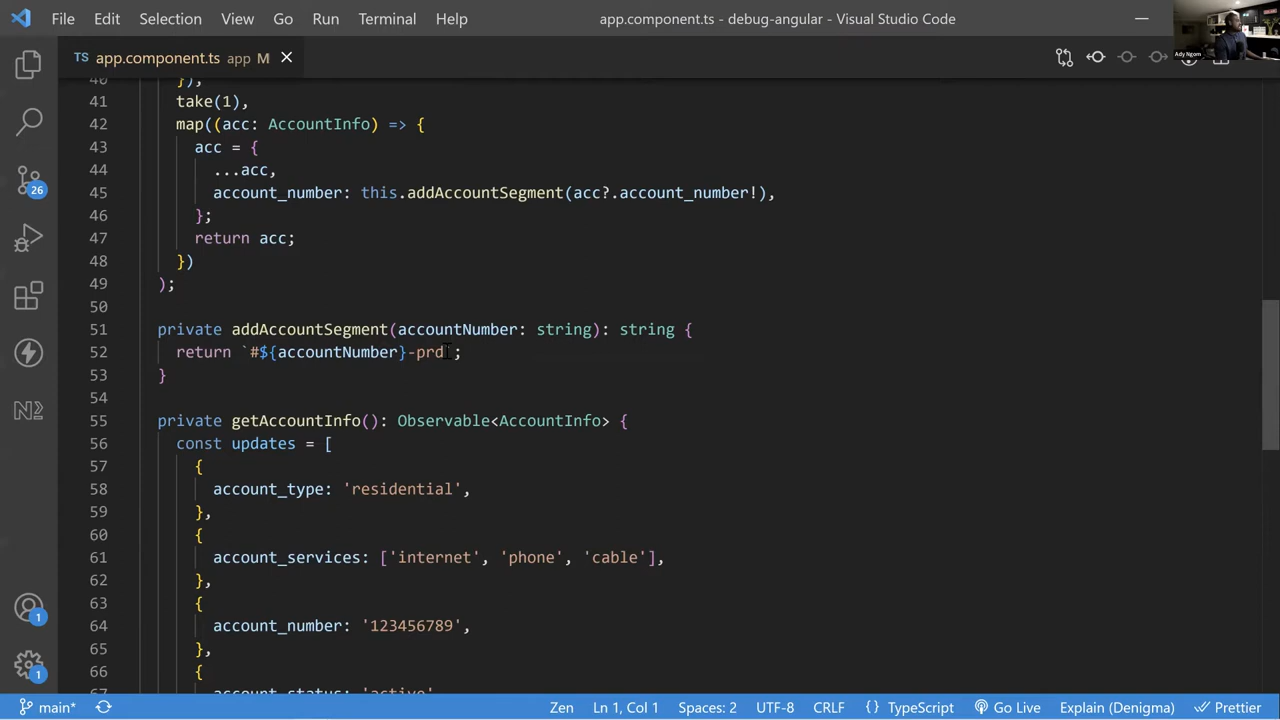 File Edit Selection View Go Run Terminal Help app.component.ts - debug-angular - Visual Studio Code
TS app.component.ts app M
Ady Ngom
40 }),
41 take(1),
42 map((acc: AccountInfo) => {
43 acc = {
44 ...acc,
45 account_number: this.addAccountSegment(acc?.account_number!),
46 };
47 return acc;
48 })
49 );
50
51 private addAccountSegment(accountNumber: string): string {
52 return `#${accountNumber}-prd`;
53 }
54
55 private getAccountInfo(): Observable<AccountInfo> {
56 const updates = [
57 {
58 account_type: 'residential',
59 },
60 {
61 account_services: ['internet', 'phone', 'cable'],
62 },
63 {
64 account_number: '123456789',
65 },
66 {
67 account_status: 'active'
26
1
1
main* Zen Ln 1, Col 1 Spaces: 2 UTF-8 CRLF {} TypeScript Go Live Explain (Denigma) Prettier